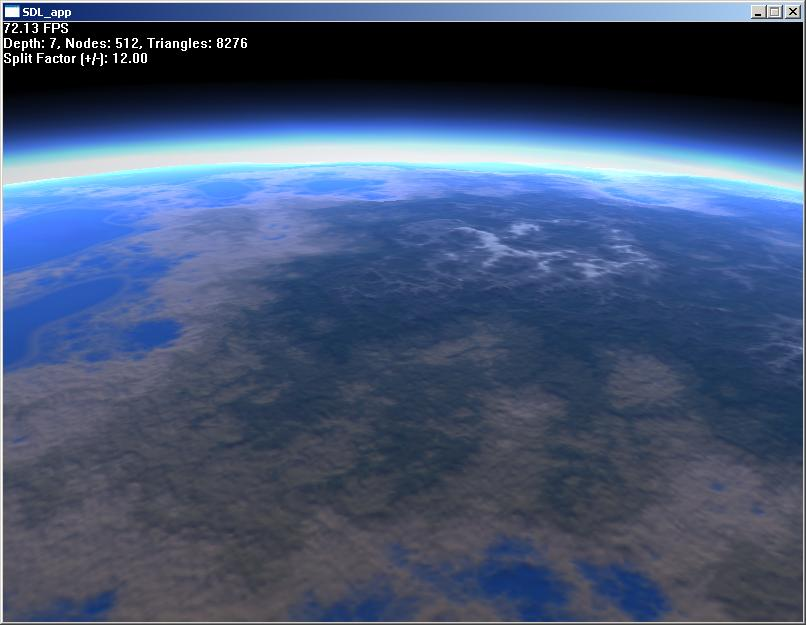 SDL_app
72.13 FPS
Depth: 7, Nodes: 512, Triangles: 8276
Split Factor (+/-): 12.00